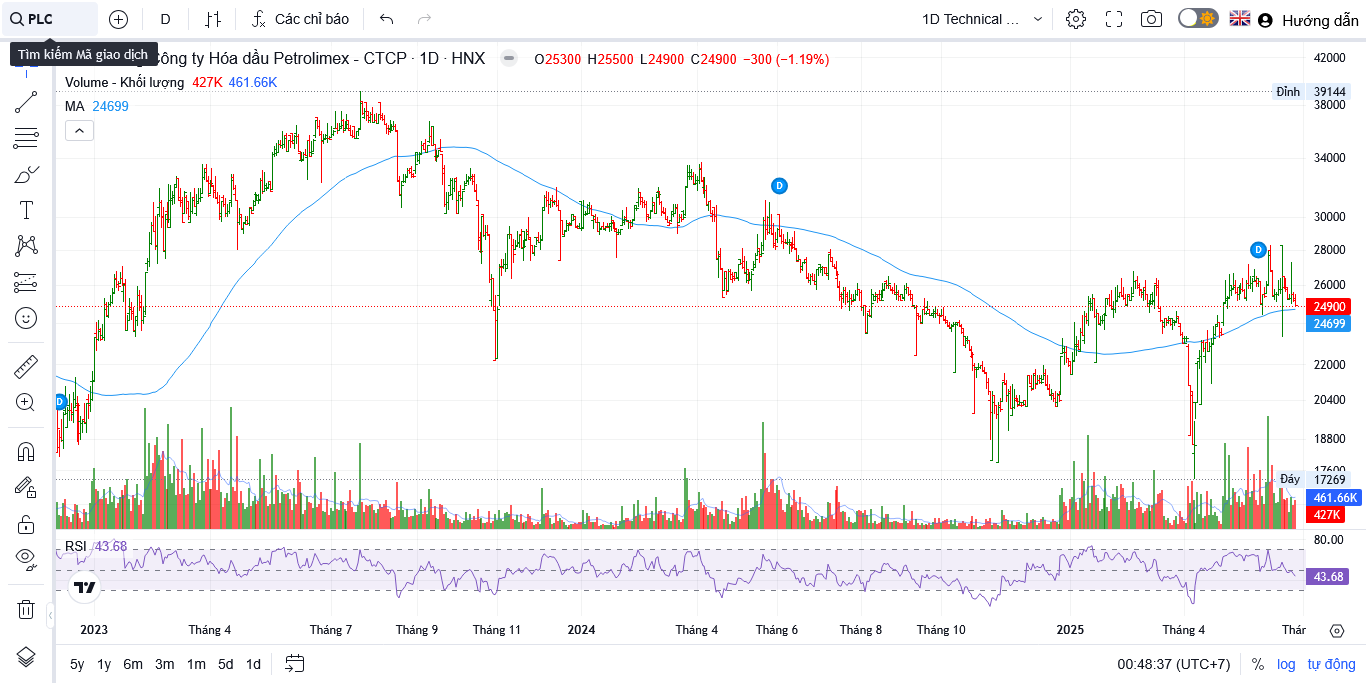 PLC D Các chỉ báo 1D Technical ... Hướng dẫn
Tìm kiếm Mã giao dịch
Công ty Hóa dầu Petrolimex - CTCP · 1D · HNX O25300 H25500 L24900 C24900 −300 (−1.19%)
Volume - Khối lượng 427K 461.66K
MA 24699
42000
Đỉnh 39144
38000
34000
30000
28000
26000
24900
24699
22000
20400
18800
Đáy 17269
461.66K
427K
D
D
D
RSI 43.68
80.00
43.68
2023 Tháng 4 Tháng 7 Tháng 9 Tháng 11 2024 Tháng 4 Tháng 6 Tháng 8 Tháng 10 2025 Tháng 4 Thár
5y 1y 6m 3m 1m 5d 1d 00:48:37 (UTC+7) % log tự động